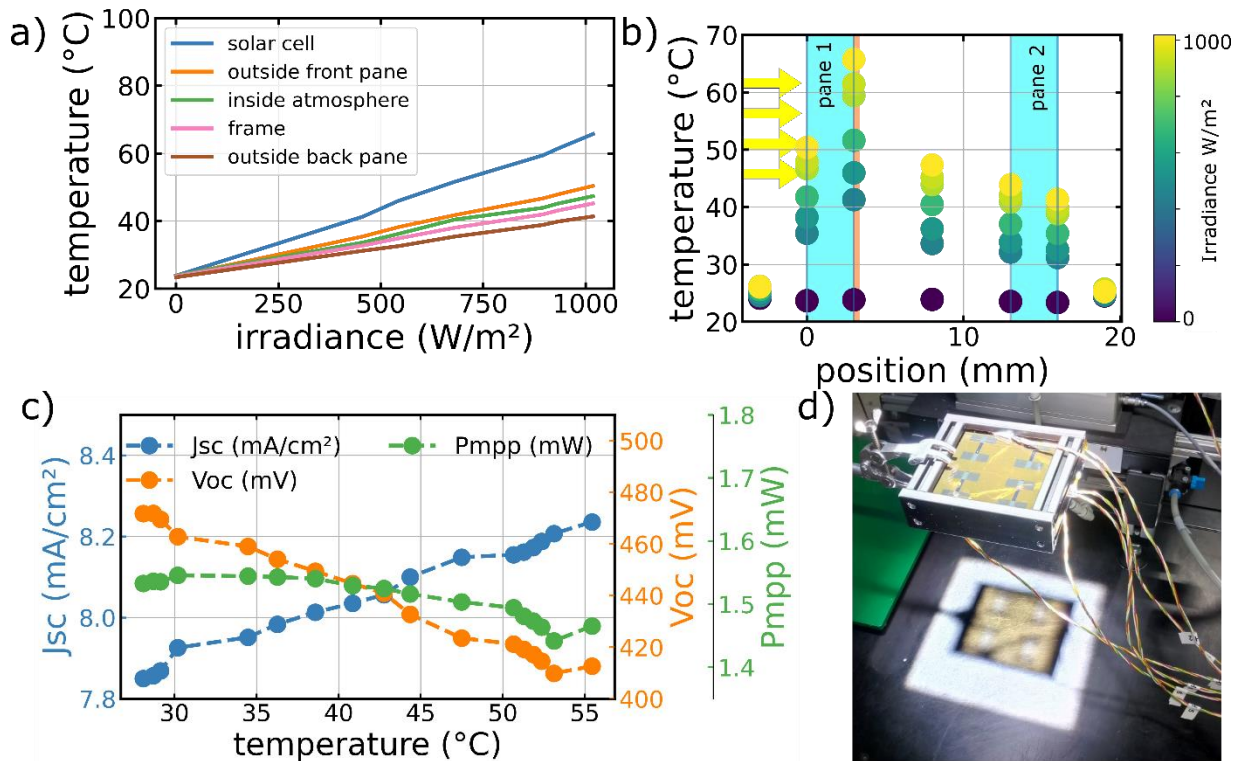 a)
temperature (°C)
100
80
60
40
20
solar cell
outside front pane
inside atmosphere
frame
outside back pane
0
250
500
750
1000
irradiance (W/m²)
b)
temperature (°C)
70
60
50
40
30
20
pane 1
pane 2
0
10
20
position (mm)
1000
0
Irradiance W/m²
c)
Jsc (mA/cm²)
8.4
8.2
8.0
7.8
Jsc (mA/cm²)
Voc (mV)
Pmpp (mW)
30
35
40
45
50
55
temperature (°C)
500
480
460
440
420
400
Voc (mV)
1.8
1.7
1.6
1.5
1.4
Pmpp (mW)
d)